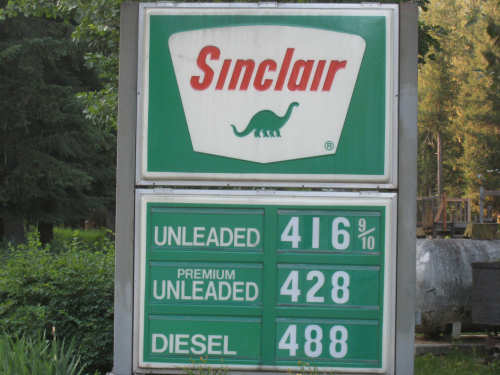 Sinclair
®
UNLEADED 416 9/10
PREMIUM
UNLEADED 428
DIESEL 488